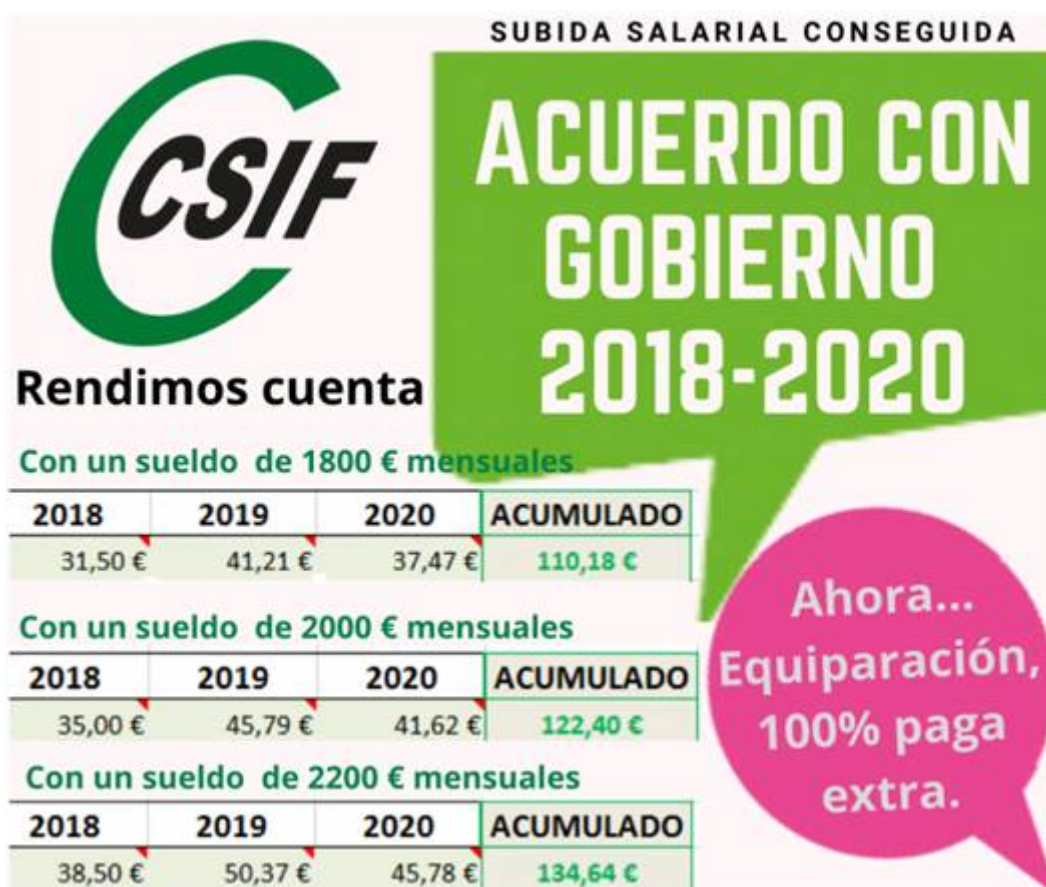 SUBIDA SALARIAL CONSEGUIDA
CSIF
ACUERDO CON
GOBIERNO
2018-2020
Rendimos cuenta
Con un sueldo de 1800 € mensuales
2018 2019 2020 ACUMULADO
31,50 € 41,21 € 37,47 € 110,18 €
Con un sueldo de 2000 € mensuales
2018 2019 2020 ACUMULADO
35,00 € 45,79 € 41,62 € 122,40 €
Con un sueldo de 2200 € mensuales
2018 2019 2020 ACUMULADO
38,50 € 50,37 € 45,78 € 134,64 €
Ahora...
Equiparación,
100% paga
extra.